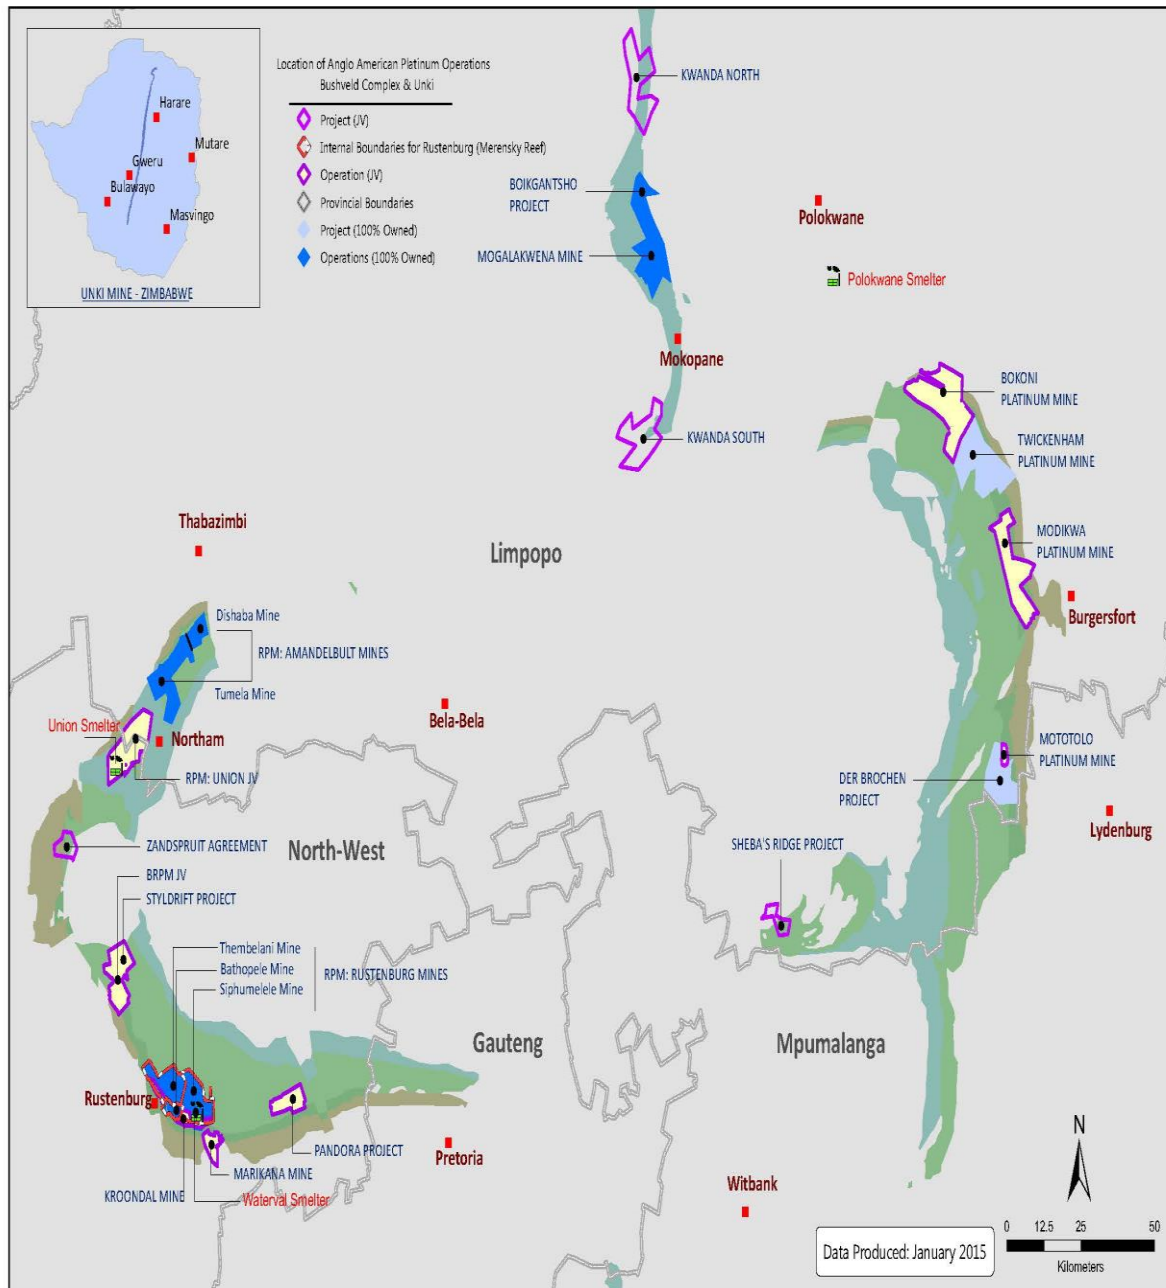 Harare
Mutare
Gweru
Bulawayo
Masvingo
UNKI MINE - ZIMBABWE
Location of Anglo American Platinum Operations
Bushveld Complex & Unki
Project (JV)
Internal Boundaries for Rustenburg (Merensky Reef)
Operation (JV)
Provincial Boundaries
Project (100% Owned)
Operations (100% Owned)
KWANDA NORTH
BOIKGANTSHO
PROJECT
MOGALAKWENA MINE
Polokwane
Polokwane Smelter
Mokopane
KWANDA SOUTH
BOKONI
PLATINUM MINE
TWICKENHAM
PLATINUM MINE
MODIKWA
PLATINUM MINE
Burgersfort
Thabazimbi
Limpopo
Dishaba Mine
RPM: AMANDELBULT MINES
Tumela Mine
Union Smelter
Northam
RPM: UNION JV
Bela-Bela
MOTOTOLO
PLATINUM MINE
DER BROCHEN
PROJECT
Lydenburg
ZANDSPRUIT AGREEMENT
North-West
SHEBA'S RIDGE PROJECT
BRPM JV
STYLDRIFT PROJECT
Thembelani Mine
Bathopele Mine
RPM: RUSTENBURG MINES
Siphumelele Mine
Gauteng
Mpumalanga
Rustenburg
PANDORA PROJECT
Pretoria
MARIKANA MINE
KROONDAL MINE
Waterval Smelter
Witbank
N
Data Produced: January 2015
0 12.5 25 50
Kilometers